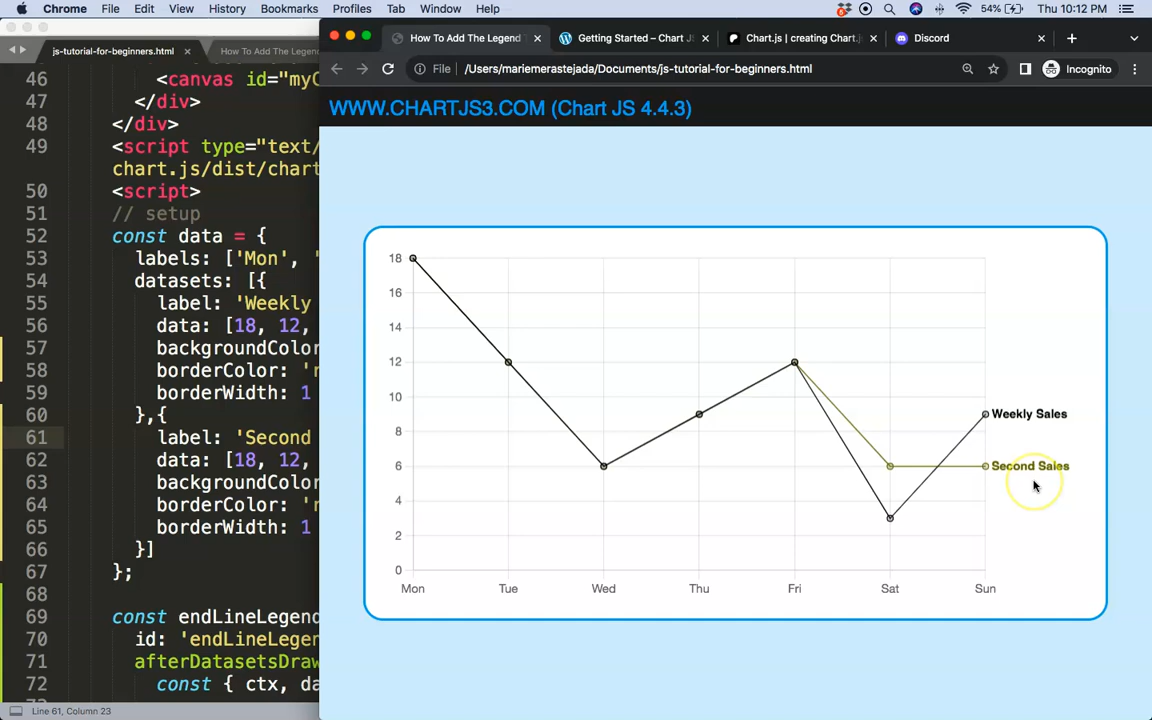 Chrome File Edit View History Bookmarks Profiles Tab Window Help 54% Thu 10:12 PM
js-tutorial-for-beginners.html × How To Add The Legend
How To Add The Legend × Getting Started – Chart J × Chart.js | creating Chart.j × Discord ×
File /Users/mariemerastejada/Documents/js-tutorial-for-beginners.html Incognito
WWW.CHARTJS3.COM (Chart JS 4.4.3)
46 <canvas id="myC
47 </div>
48 </div>
49 <script type="text/
chart.js/dist/chart
50 <script>
51 // setup
52 const data = {
53 labels: ['Mon', '
54 datasets: [{
55 label: 'Weekly
56 data: [18, 12,
57 backgroundColor
58 borderColor: 'r
59 borderWidth: 1
60 },{
61 label: 'Second
62 data: [18, 12,
63 backgroundColor
64 borderColor: 'r
65 borderWidth: 1
66 }]
67 };
68
69 const endLineLegend
70 id: 'endLineLegen
71 afterDatasetsDraw
72 const { ctx, da
18
16
14
12
10
8
6
4
2
0
Mon Tue Wed Thu Fri Sat Sun
Weekly Sales
Second Sales
Line 61, Column 23